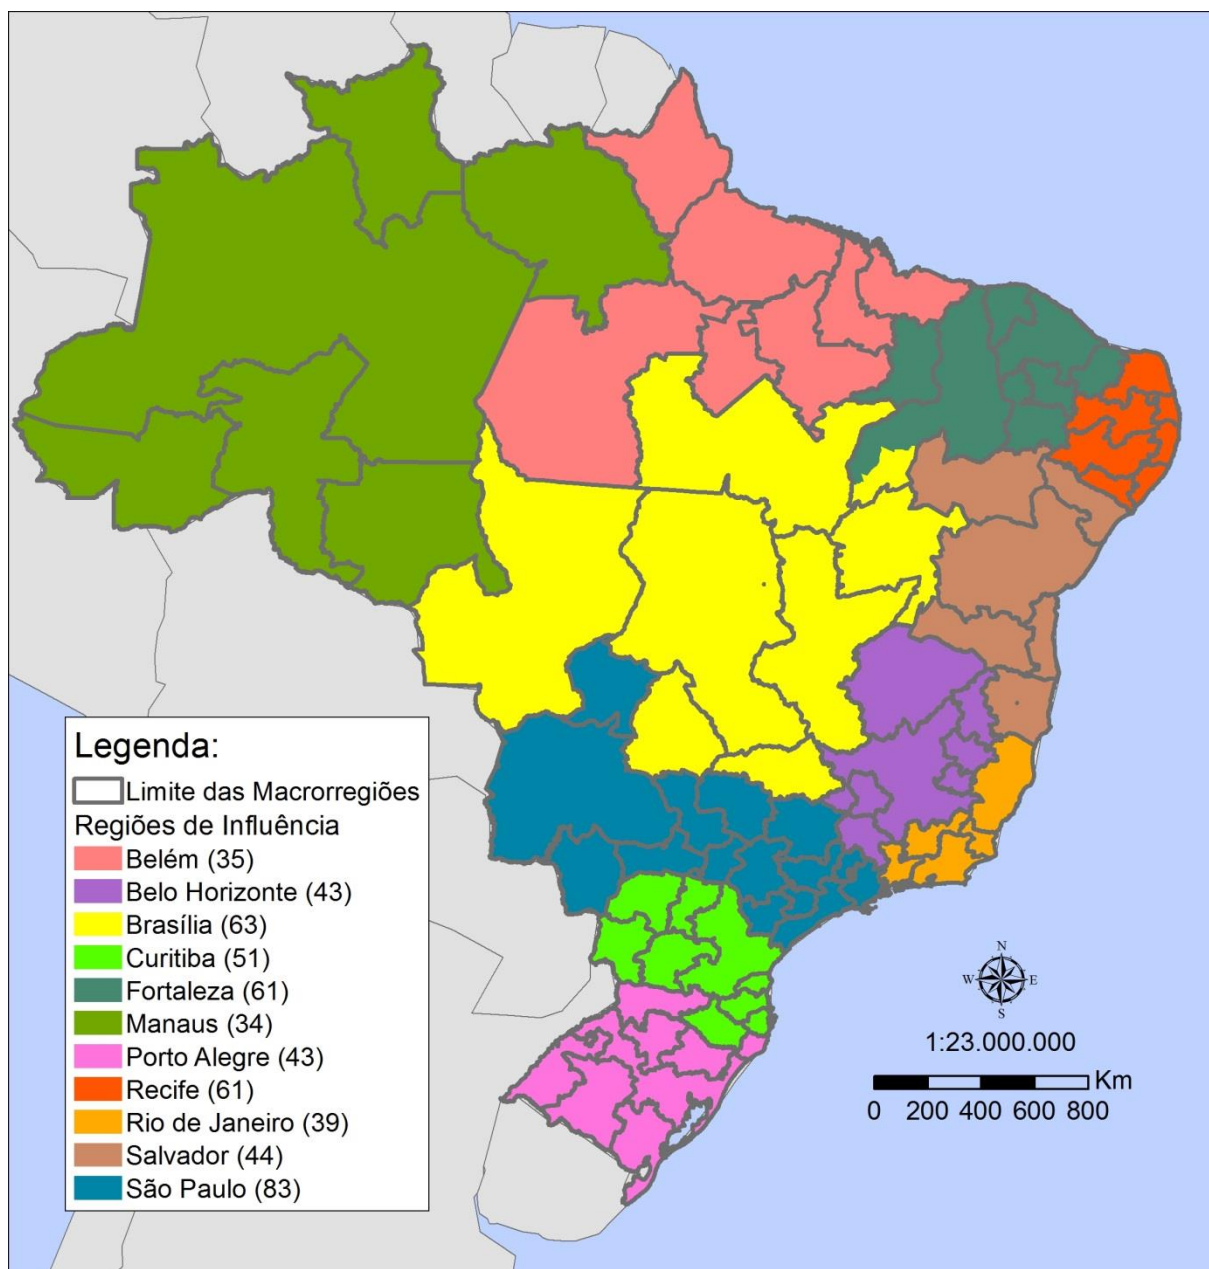 Legenda:
Limite das Macrorregiões
Regiões de Influência
Belém (35)
Belo Horizonte (43)
Brasília (63)
Curitiba (51)
Fortaleza (61)
Manaus (34)
Porto Alegre (43)
Recife (61)
Rio de Janeiro (39)
Salvador (44)
São Paulo (83)
N
W E
S
1:23.000.000
Km
0 200 400 600 800